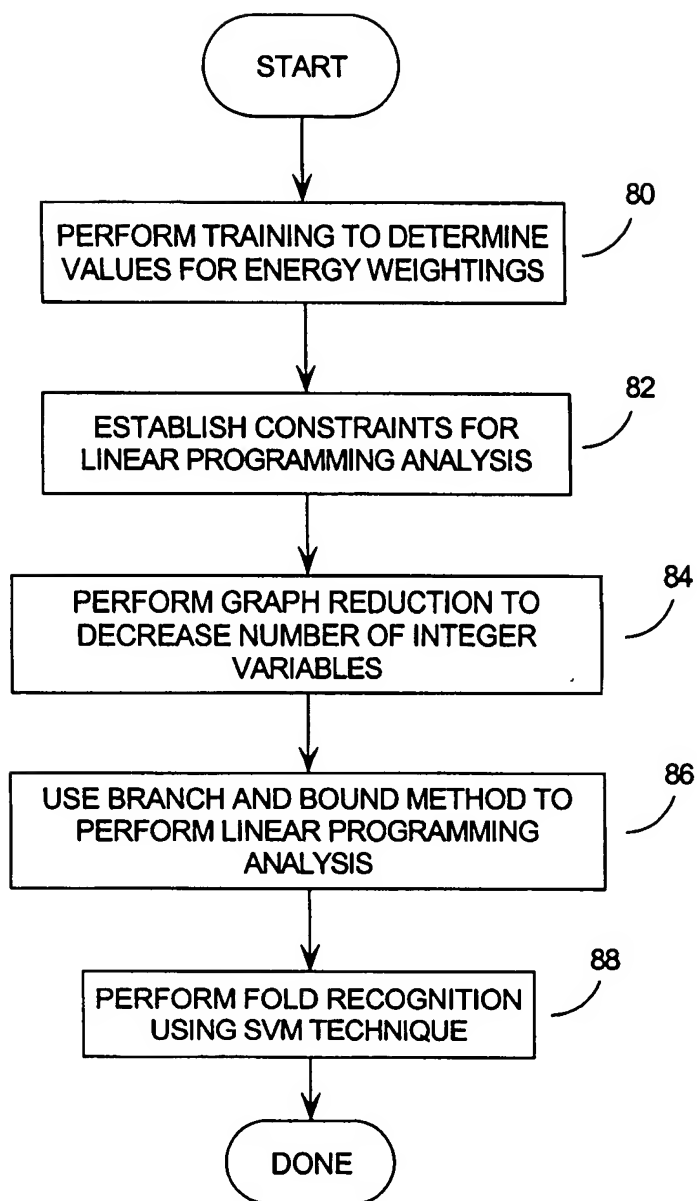 START
80
PERFORM TRAINING TO DETERMINE
VALUES FOR ENERGY WEIGHTINGS
82
ESTABLISH CONSTRAINTS FOR
LINEAR PROGRAMMING ANALYSIS
84
PERFORM GRAPH REDUCTION TO
DECREASE NUMBER OF INTEGER
VARIABLES
86
USE BRANCH AND BOUND METHOD TO
PERFORM LINEAR PROGRAMMING
ANALYSIS
88
PERFORM FOLD RECOGNITION
USING SVM TECHNIQUE
DONE